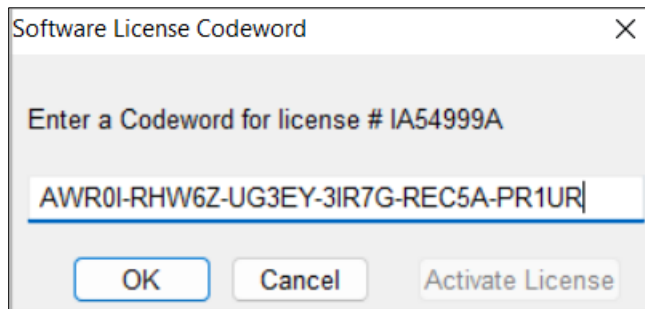 Software License Codeword
Enter a Codeword for license # IA54999A
AWR0I-RHW6Z-UG3EY-3IR7G-REC5A-PR1UR
OK Cancel Activate License